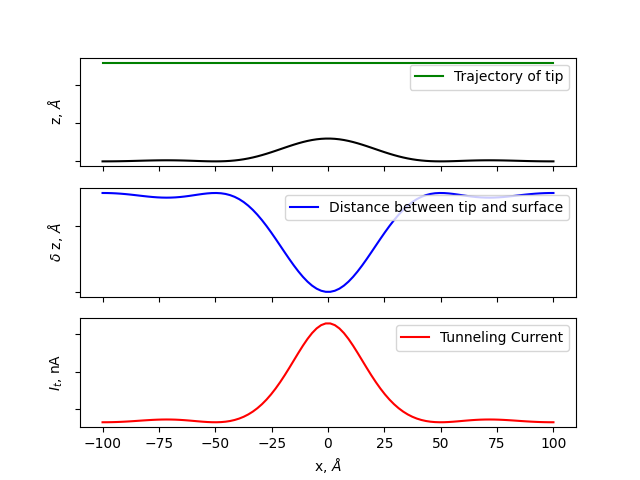 Trajectory of tip
z, Å
Distance between tip and surface
δ z, Å
Tunneling Current
Iₜ, nA
−100 −75 −50 −25 0 25 50 75 100
x, Å